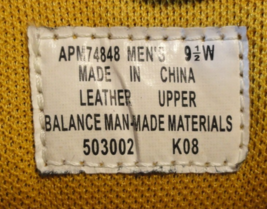 APM74848 MEN'S 9½W
MADE IN CHINA
LEATHER UPPER
BALANCE MAN-MADE MATERIALS
503002 K08